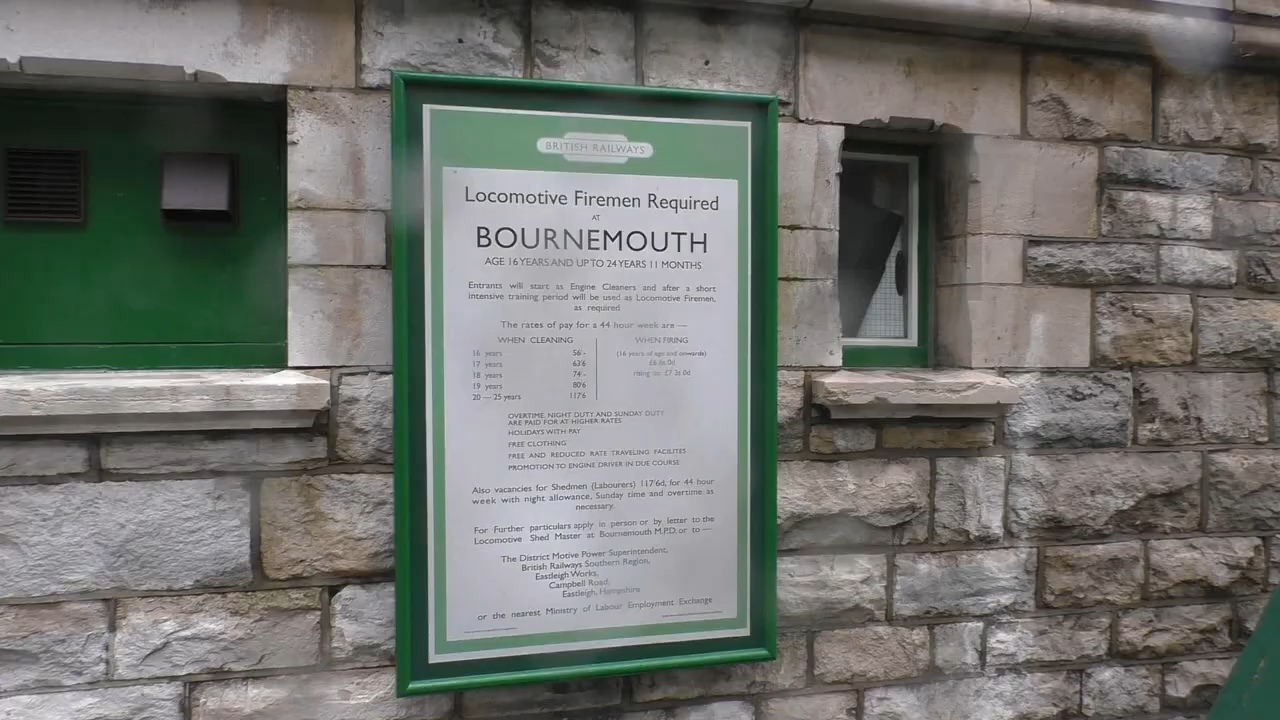 BRITISH RAILWAYS
Locomotive Firemen Required
AT
BOURNEMOUTH
AGE 16 YEARS AND UP TO 24 YEARS 11 MONTHS
Entrants will start as Engine Cleaners and after a short
intensive training period will be used as Locomotive Firemen,
as required
The rates of pay for a 44 hour week are —
WHEN CLEANING WHEN FIRING
16 years 56'- (16 years of age and onwards)
17 years 63'6 £6 6s 0d
18 years 74'- rising to £7 3s 0d
19 years 80'6
20 — 25 years 117'6
OVERTIME, NIGHT DUTY, AND SUNDAY DUTY
ARE PAID FOR AT HIGHER RATES
HOLIDAYS WITH PAY
FREE CLOTHING
FREE AND REDUCED RATE TRAVELING FACILITES
PROMOTION TO ENGINE DRIVER IN DUE COURSE
Also vacancies for Shedmen (Labourers) 117'6d, for 44 hour
week with night allowance, Sunday time and overtime as
necessary.
For Further particulars apply in person or by letter to the
Locomotive Shed Master at Bournemouth M.P.D. or to —
The District Motive Power Superintendent,
British Railways Southern Region,
Eastleigh Works,
Campbell Road,
Eastleigh, Hampshire
or the nearest Ministry of Labour Employment Exchange